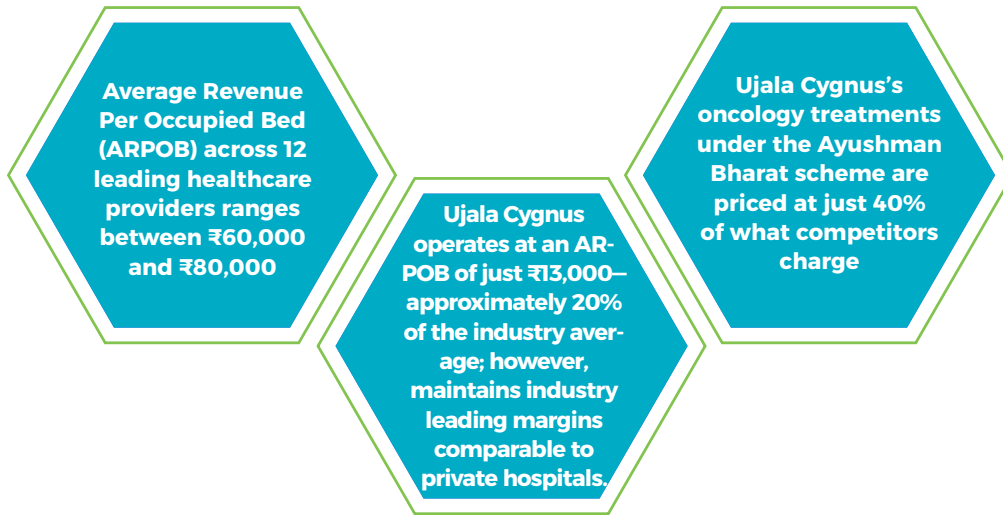 Average Revenue
Per Occupied Bed
(ARPOB) across 12
leading healthcare
providers ranges
between ₹60,000
and ₹80,000
Ujala Cygnus
operates at an AR-
POB of just ₹13,000—
approximately 20%
of the industry aver-
age; however,
maintains industry
leading margins
comparable to
private hospitals.
Ujala Cygnus’s
oncology treatments
under the Ayushman
Bharat scheme are
priced at just 40%
of what competitors
charge